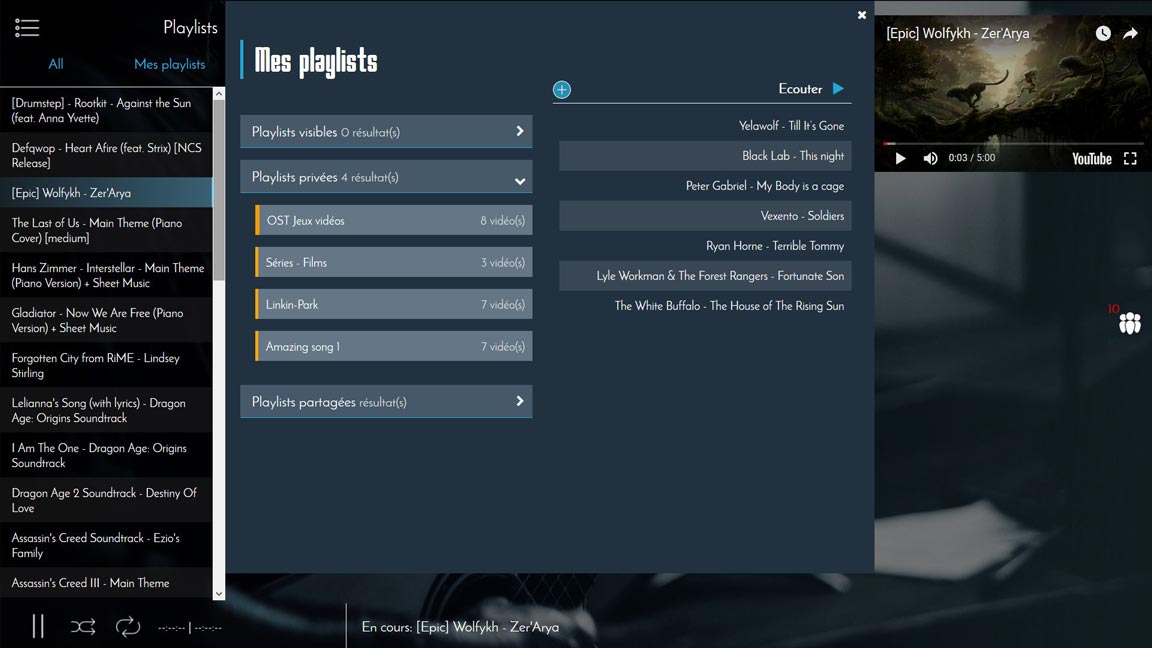 Playlists
All
Mes playlists
[Drumstep] - Rootkit - Against the Sun
(feat. Anna Yvette)
Defqwop - Heart Afire (feat. Strix) [NCS
Release]
[Epic] Wolfykh - Zer'Arya
The Last of Us - Main Theme (Piano
Cover) [medium]
Hans Zimmer - Interstellar - Main Theme
(Piano Version) + Sheet Music
Gladiator - Now We Are Free (Piano
Version) + Sheet Music
Forgotten City from RiME - Lindsey
Stirling
Lelianna's Song (with lyrics) - Dragon
Age: Origins Soundtrack
I Am The One - Dragon Age: Origins
Soundtrack
Dragon Age 2 Soundtrack - Destiny Of
Love
Assassin's Creed Soundtrack - Ezio's
Family
Assassin's Creed III - Main Theme
--:--:-- | --:--:--
Mes playlists
Playlists visibles 0 résultat(s)
Playlists privées 4 résultat(s)
OST Jeux vidéos 8 vidéo(s)
Séries - Films 3 vidéo(s)
Linkin-Park 7 vidéo(s)
Amazing song 1 7 vidéo(s)
Playlists partagées résultat(s)
Ecouter
Yelawolf - Till It's Gone
Black Lab - This night
Peter Gabriel - My Body is a cage
Vexento - Soldiers
Ryan Horne - Terrible Tommy
Lyle Workman & The Forest Rangers - Fortunate Son
The White Buffalo - The House of The Rising Sun
[Epic] Wolfykh - Zer'Arya
0:03 / 5:00
YouTube
10
En cours: [Epic] Wolfykh - Zer'Arya